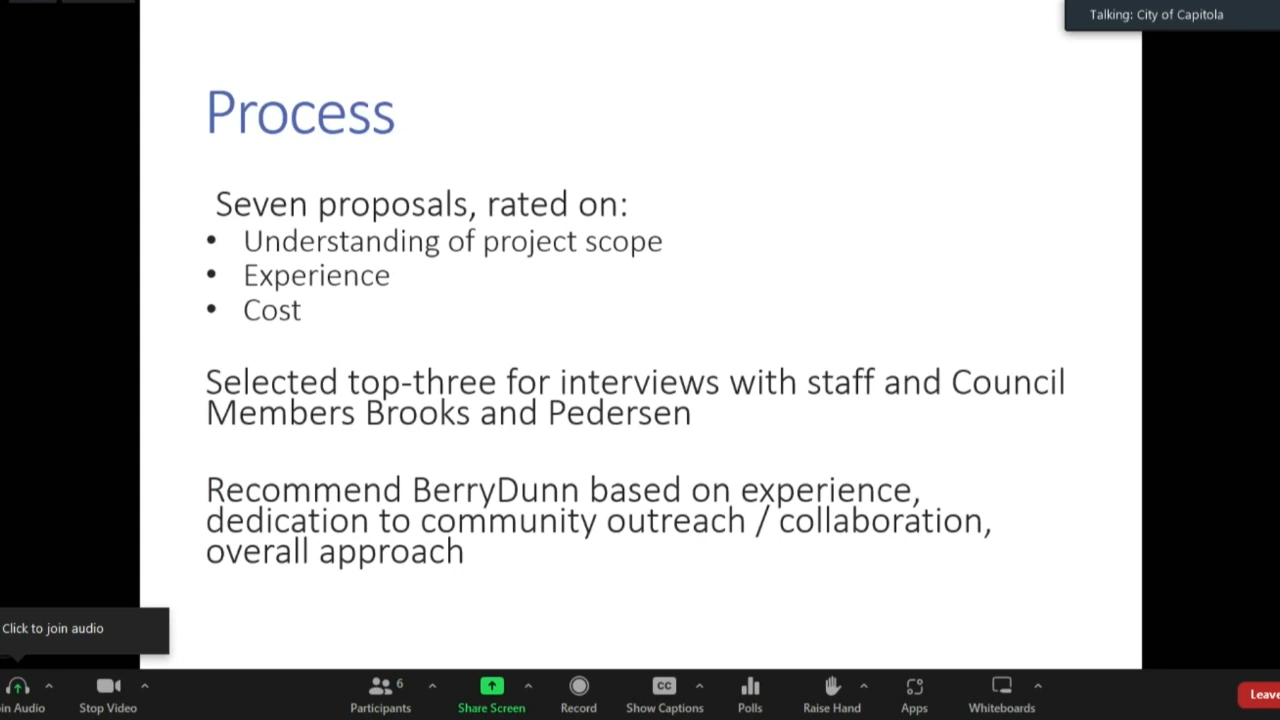 Talking: City of Capitola
Process
Seven proposals, rated on:
• Understanding of project scope
• Experience
• Cost
Selected top-three for interviews with staff and Council
Members Brooks and Pedersen
Recommend BerryDunn based on experience,
dedication to community outreach / collaboration,
overall approach
Click to join audio
in Audio
Stop Video
Participants
6
Share Screen
Record
CC
Show Captions
Polls
Raise Hand
Apps
Whiteboards
Leave